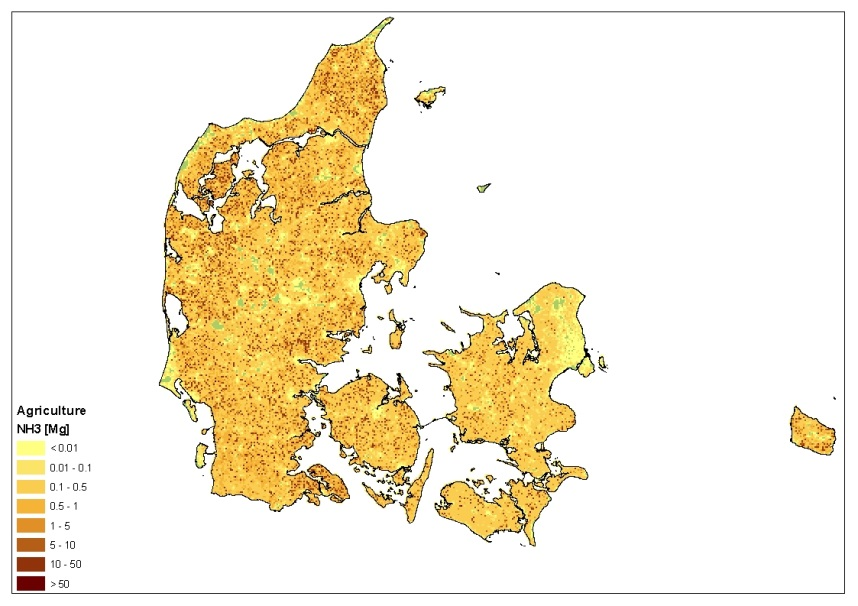 Agriculture
NH3 [Mg]
<0.01
0.01 - 0.1
0.1 - 0.5
0.5 - 1
1 - 5
5 - 10
10 - 50
>50